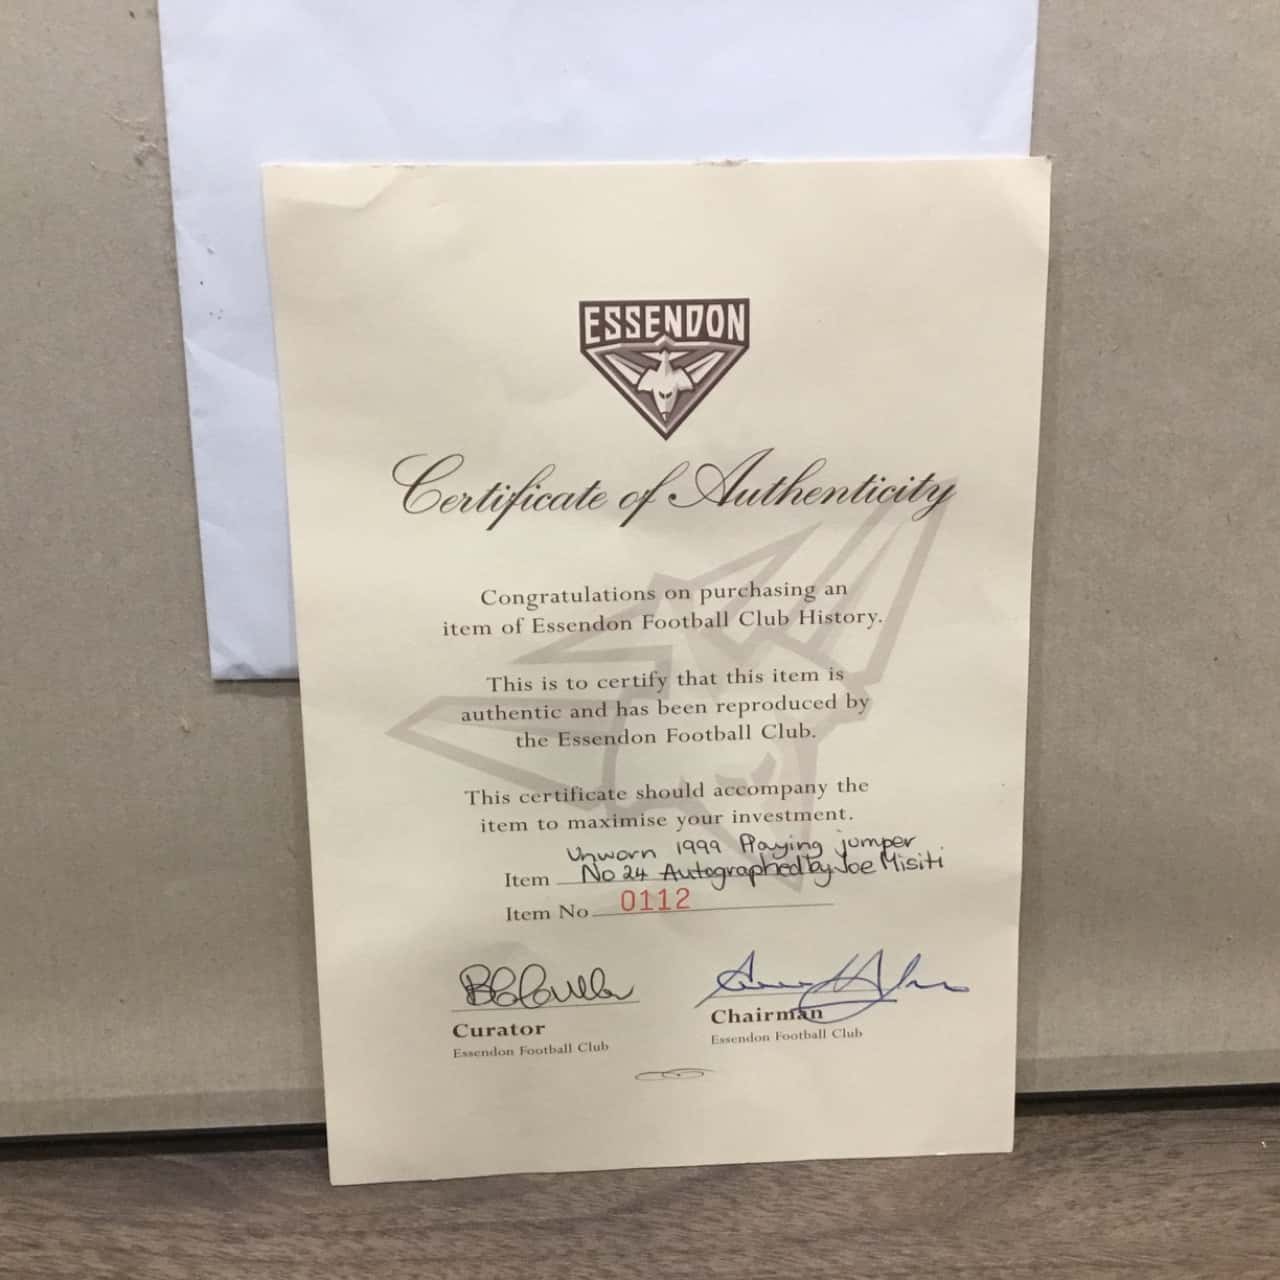 ESSENDON
Certificate of Authenticity
Congratulations on purchasing an
item of Essendon Football Club History.
This is to certify that this item is
authentic and has been reproduced by
the Essendon Football Club.
This certificate should accompany the
item to maximise your investment.
Unworn 1999 Playing jumper
Item No 24 Autographed by Joe Misiti
Item No 0112
Curator
Essendon Football Club
Chairman
Essendon Football Club